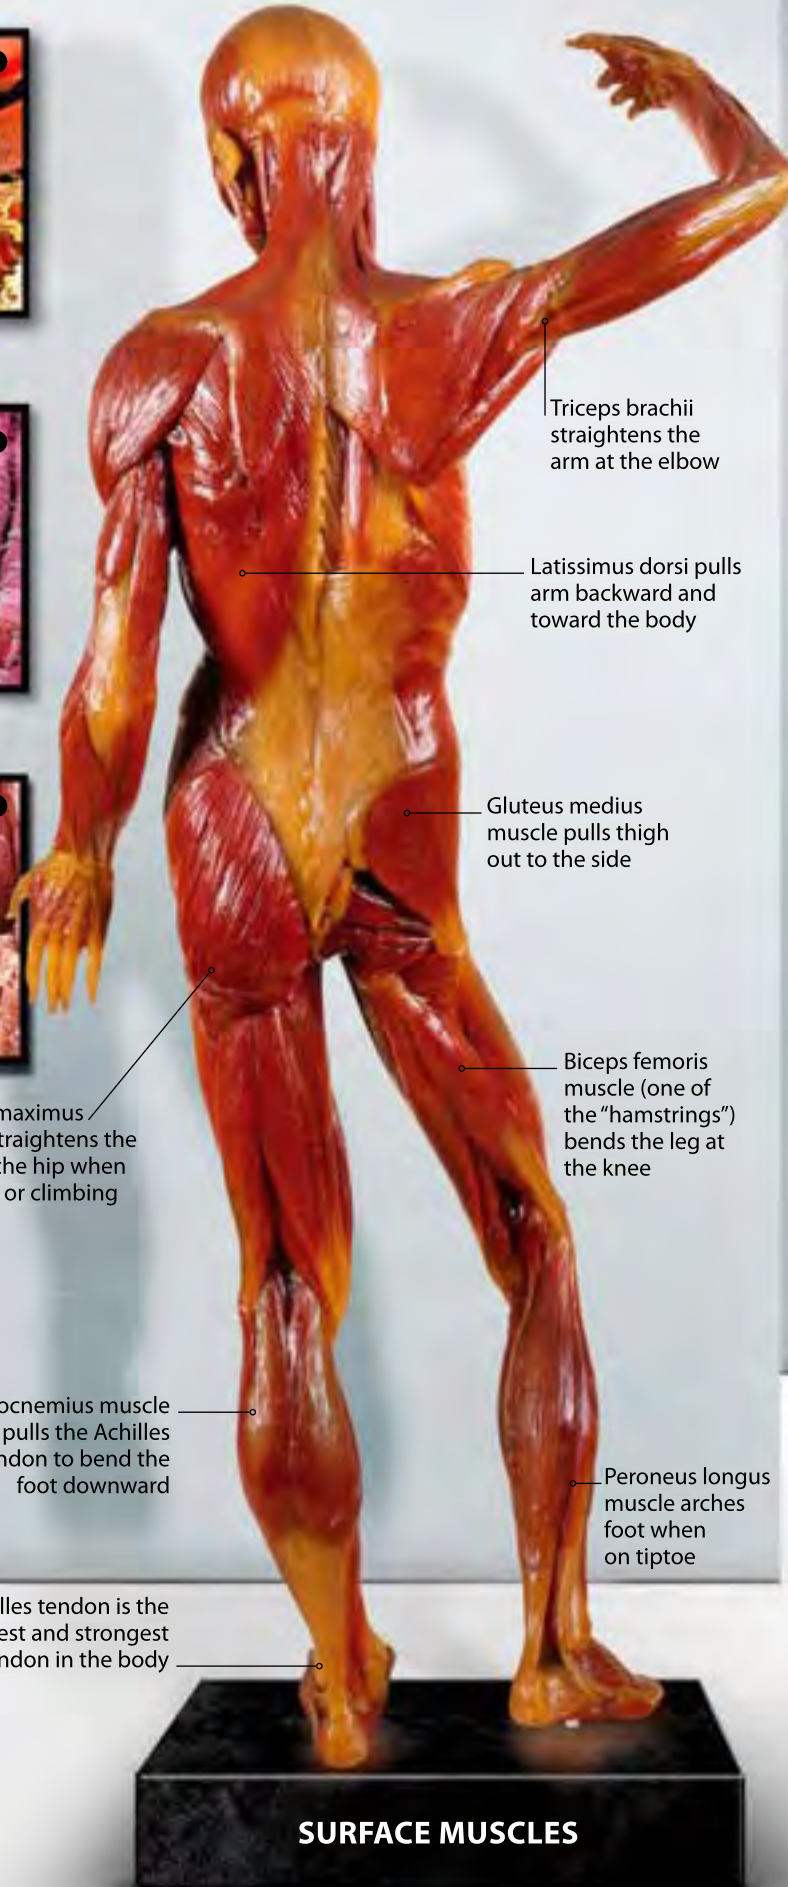 Triceps brachii
straightens the
arm at the elbow
Latissimus dorsi pulls
arm backward and
toward the body
Gluteus medius
muscle pulls thigh
out to the side
Biceps femoris
muscle (one of
the “hamstrings”)
bends the leg at
the knee
maximus
traightens the
the hip when
or climbing
ocnemius muscle
pulls the Achilles
ndon to bend the
foot downward
Peroneus longus
muscle arches
foot when
on tiptoe
lles tendon is the
est and strongest
ndon in the body
SURFACE MUSCLES